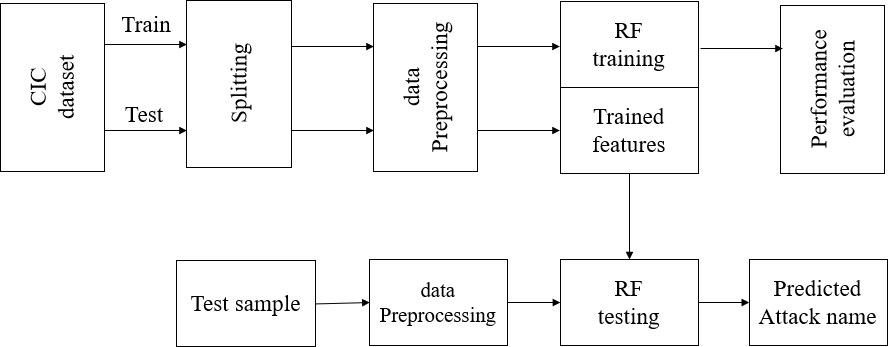 CIC
dataset
Train
Test
Splitting
data
Preprocessing
RF
training
Trained
features
Performance
evaluation
Test sample
data
Preprocessing
RF
testing
Predicted
Attack name